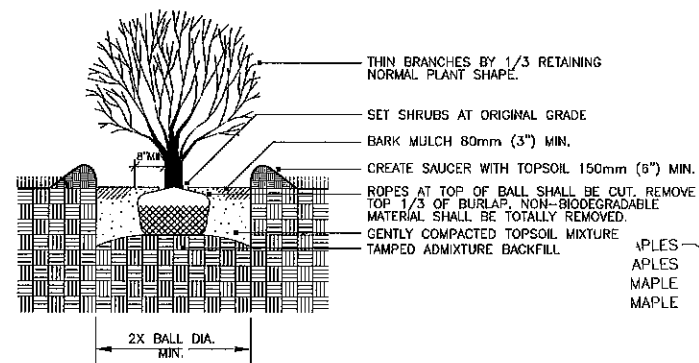 THIN BRANCHES BY 1/3 RETAINING
NORMAL PLANT SHAPE.
SET SHRUBS AT ORIGINAL GRADE
BARK MULCH 80mm (3") MIN.
8"MIN
CREATE SAUCER WITH TOPSOIL 150mm (6") MIN.
ROPES AT TOP OF BALL SHALL BE CUT. REMOVE
TOP 1/3 OF BURLAP. NON-BIODEGRADABLE
MATERIAL SHALL BE TOTALLY REMOVED.
GENTLY COMPACTED TOPSOIL MIXTURE
TAMPED ADMIXTURE BACKFILL
APLES
APLES
MAPLE
MAPLE
2X BALL DIA.
MIN.